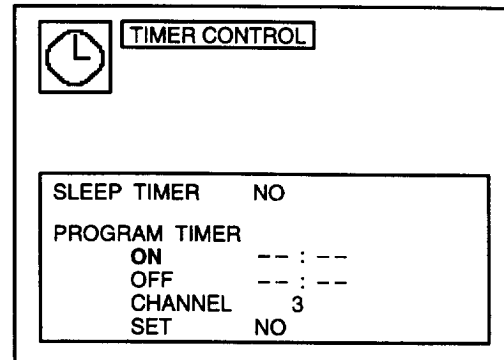 TIMER CONTROL
SLEEP TIMER NO
PROGRAM TIMER
ON -- : --
OFF -- : --
CHANNEL 3
SET NO